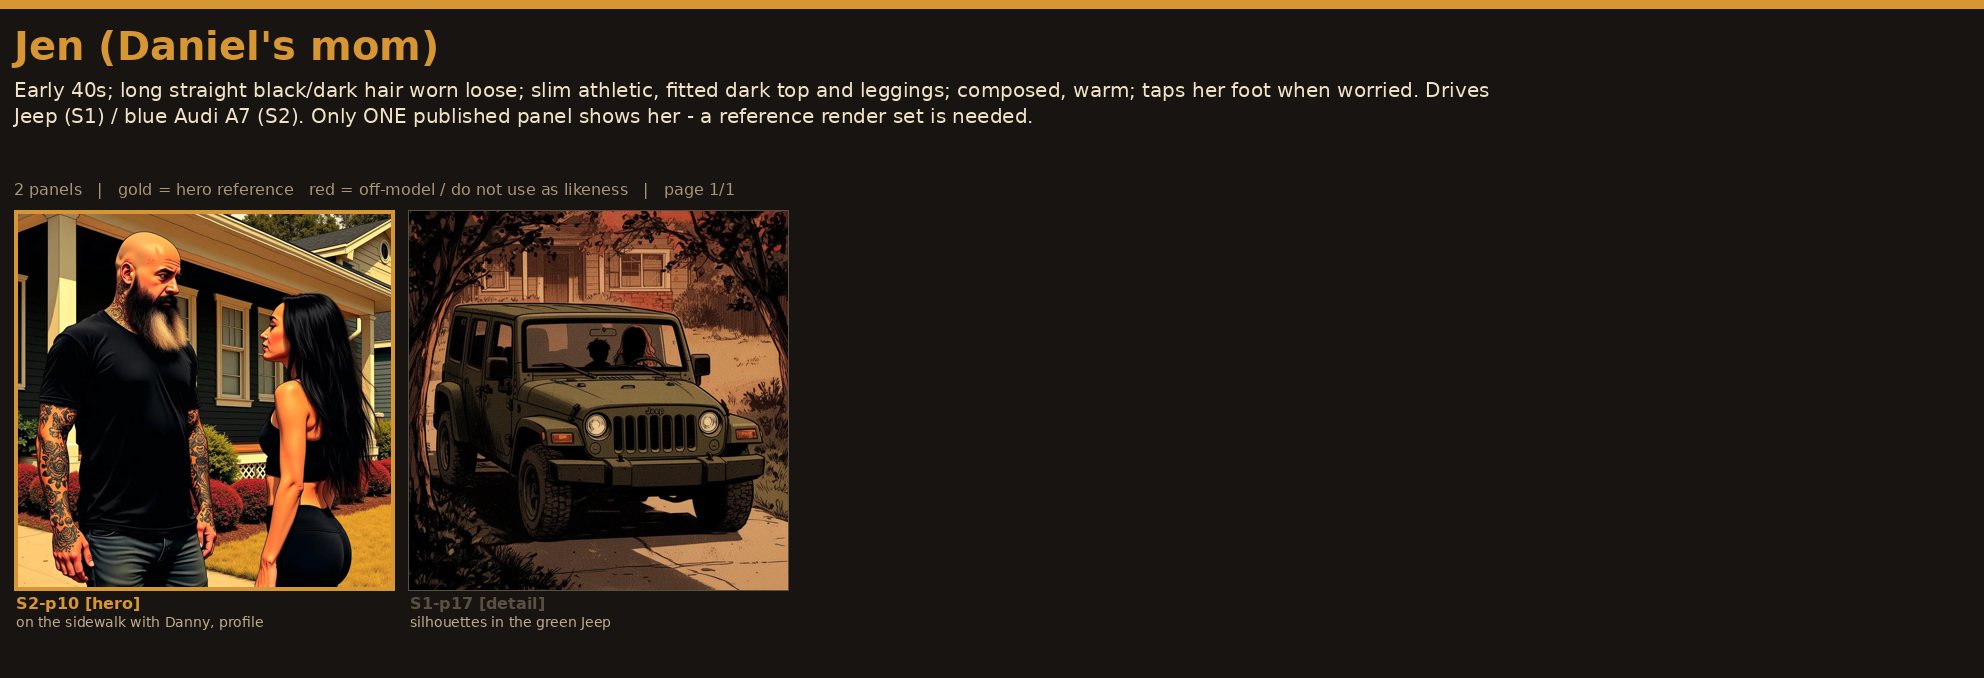 Jen (Daniel's mom)
Early 40s; long straight black/dark hair worn loose; slim athletic, fitted dark top and leggings; composed, warm; taps her foot when worried. Drives
Jeep (S1) / blue Audi A7 (S2). Only ONE published panel shows her - a reference render set is needed.
2 panels | gold = hero reference red = off-model / do not use as likeness | page 1/1
Jeep
S2-p10 [hero]
on the sidewalk with Danny, profile
S1-p17 [detail]
silhouettes in the green Jeep